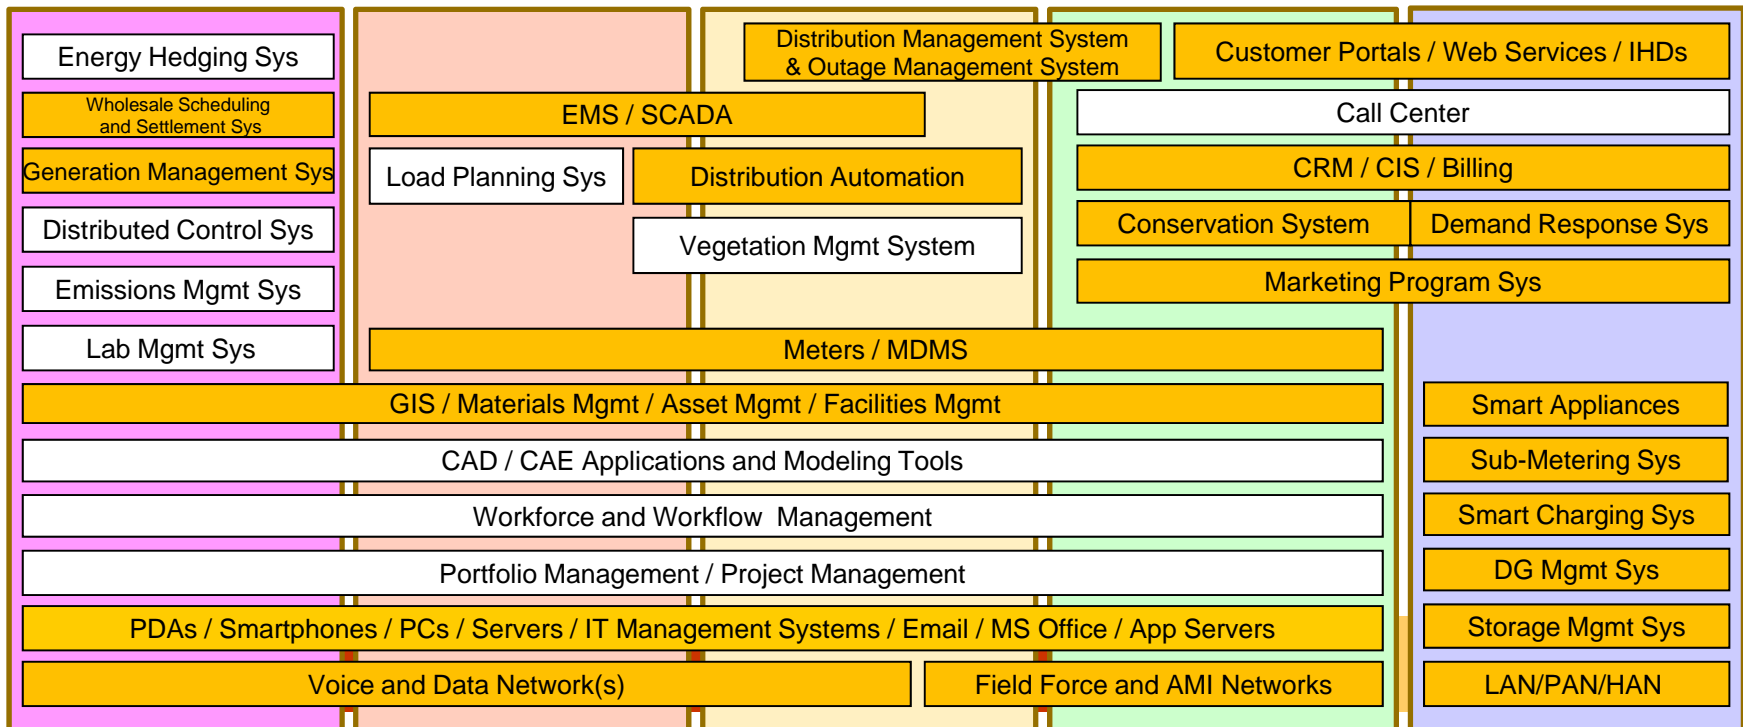 Energy Hedging Sys
Distribution Management System
& Outage Management System
Customer Portals / Web Services / IHDs
Wholesale Scheduling
and Settlement Sys
EMS / SCADA
Call Center
Generation Management Sys
Load Planning Sys
Distribution Automation
CRM / CIS / Billing
Distributed Control Sys
Vegetation Mgmt System
Conservation System
Demand Response Sys
Emissions Mgmt Sys
Marketing Program Sys
Lab Mgmt Sys
Meters / MDMS
GIS / Materials Mgmt / Asset Mgmt / Facilities Mgmt
Smart Appliances
CAD / CAE Applications and Modeling Tools
Sub-Metering Sys
Workforce and Workflow Management
Smart Charging Sys
Portfolio Management / Project Management
DG Mgmt Sys
PDAs / Smartphones / PCs / Servers / IT Management Systems / Email / MS Office / App Servers
Storage Mgmt Sys
Voice and Data Network(s)
Field Force and AMI Networks
LAN/PAN/HAN